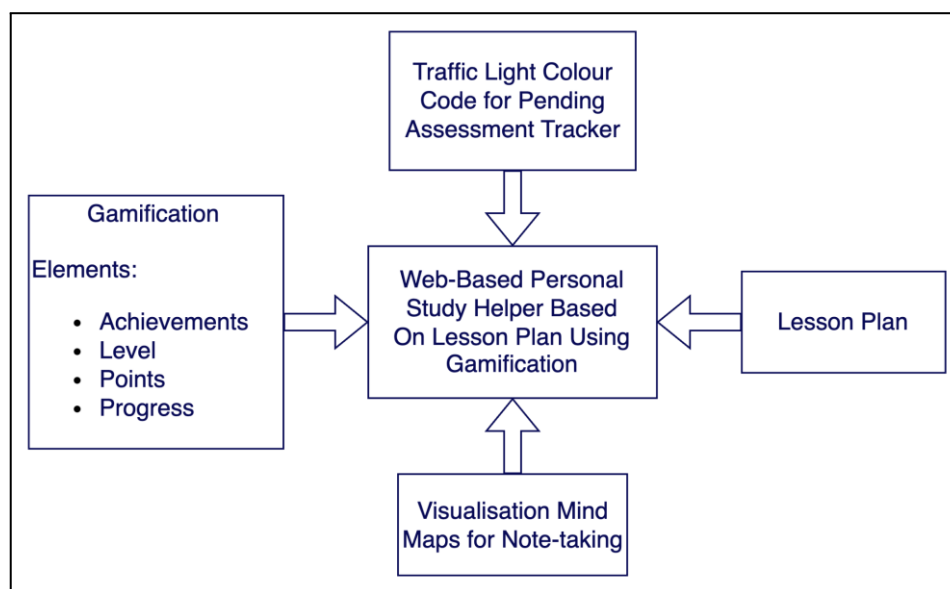 Traffic Light Colour
Code for Pending
Assessment Tracker
Gamification
Elements:
• Achievements
• Level
• Points
• Progress
Web-Based Personal
Study Helper Based
On Lesson Plan Using
Gamification
Lesson Plan
Visualisation Mind
Maps for Note-taking